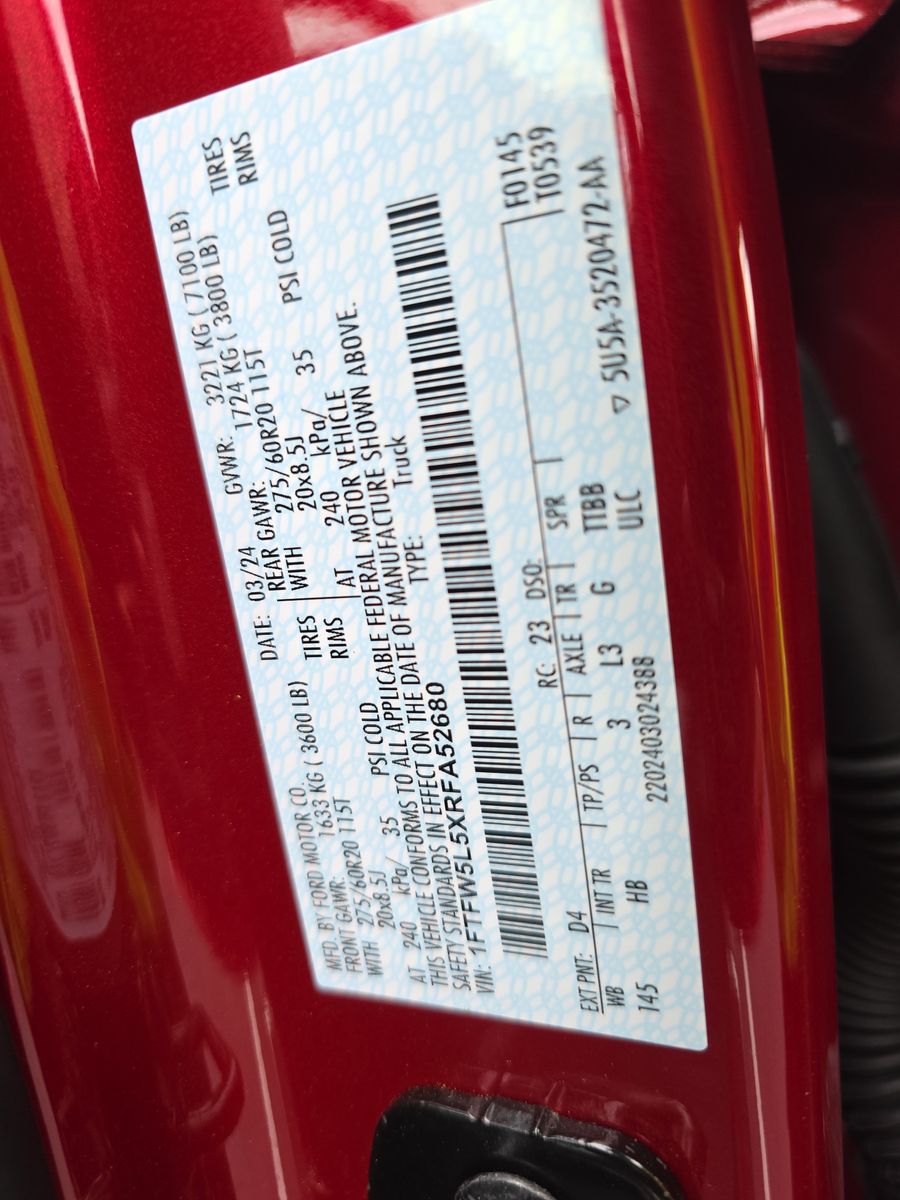 MFD. BY FORD MOTOR CO.
DATE: 03/24 GVWR: 3221 KG ( 7100 LB)
FRONT GAWR: 1633 KG ( 3600 LB) REAR GAWR: 1724 KG ( 3800 LB)
275/60R20 115T TIRES 275/60R20 115T TIRES
WITH 20x8.5J RIMS WITH 20x8.5J RIMS
AT 240 kPa/ 35 PSI COLD AT 240 kPa/ 35 PSI COLD
THIS VEHICLE CONFORMS TO ALL APPLICABLE FEDERAL MOTOR VEHICLE
SAFETY STANDARDS IN EFFECT ON THE DATE OF MANUFACTURE SHOWN ABOVE.
VIN: 1FTFW5L5XRFA52680 TYPE: Truck
F0145
T0539
EXT PNT: D4 RC: 23 DSO:
WB INT TR TP/PS R AXLE TR SPR
145 HB 3 L3 G TTBB
2202403024388 ULC ▽ 5U5A-3520472-AA